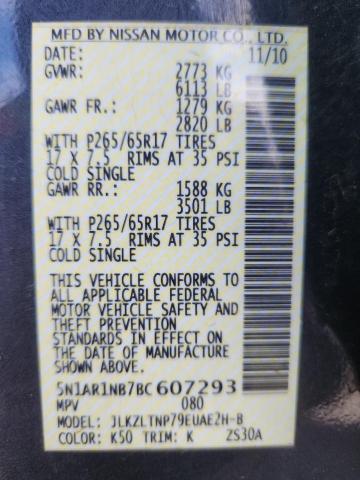 MFD BY NISSAN MOTOR CO., LTD.
DATE: 11/10
GVWR: 2773 KG
6113 LB
GAWR FR.: 1279 KG
2820 LB
WITH P265/65R17 TIRES
17 X 7.5 RIMS AT 35 PSI
COLD SINGLE
GAWR RR.: 1588 KG
3501 LB
WITH P265/65R17 TIRES
17 X 7.5 RIMS AT 35 PSI
COLD SINGLE
THIS VEHICLE CONFORMS TO
ALL APPLICABLE FEDERAL
MOTOR VEHICLE SAFETY AND
THEFT PREVENTION
STANDARDS IN EFFECT ON
THE DATE OF MANUFACTURE
SHOWN ABOVE.
5N1AR1NB7BC607293
MPV 080
MODEL: JLKZLTNP79EUAE2H-B
COLOR: K50 TRIM: K ZS30A